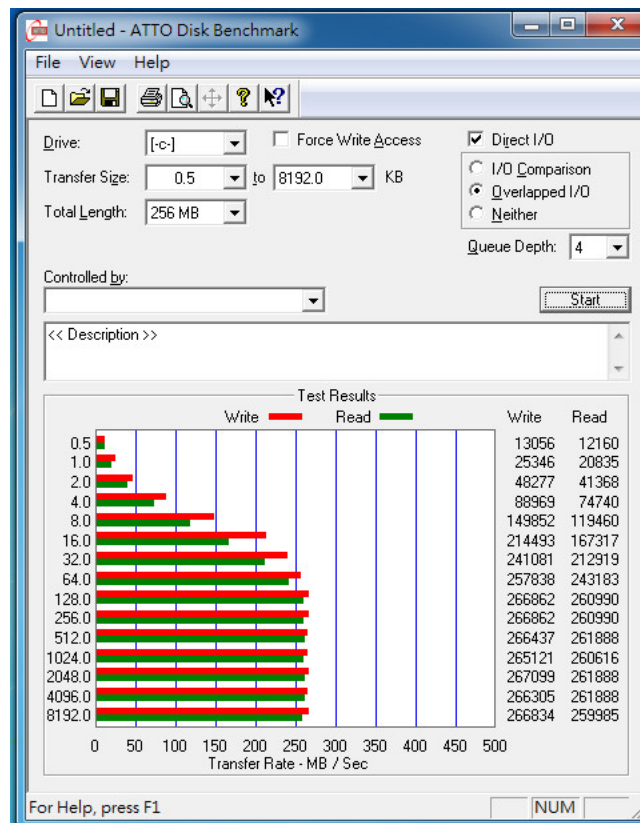 Untitled - ATTO Disk Benchmark
File View Help
Drive: [-c-] Force Write Access Direct I/O
Transfer Size: 0.5 to 8192.0 KB I/O Comparison
Overlapped I/O
Total Length: 256 MB Neither
Queue Depth: 4
Controlled by:
Start
<< Description >>
Test Results
Write Read Write Read
0.5 13056 12160
1.0 25346 20835
2.0 48277 41368
4.0 88969 74740
8.0 149852 119460
16.0 214493 167317
32.0 241081 212919
64.0 257838 243183
128.0 266862 260990
256.0 266862 260990
512.0 266437 261888
1024.0 265121 260616
2048.0 267099 261888
4096.0 266305 261888
8192.0 266834 259985
0 50 100 150 200 250 300 350 400 450 500
Transfer Rate - MB / Sec
For Help, press F1 NUM